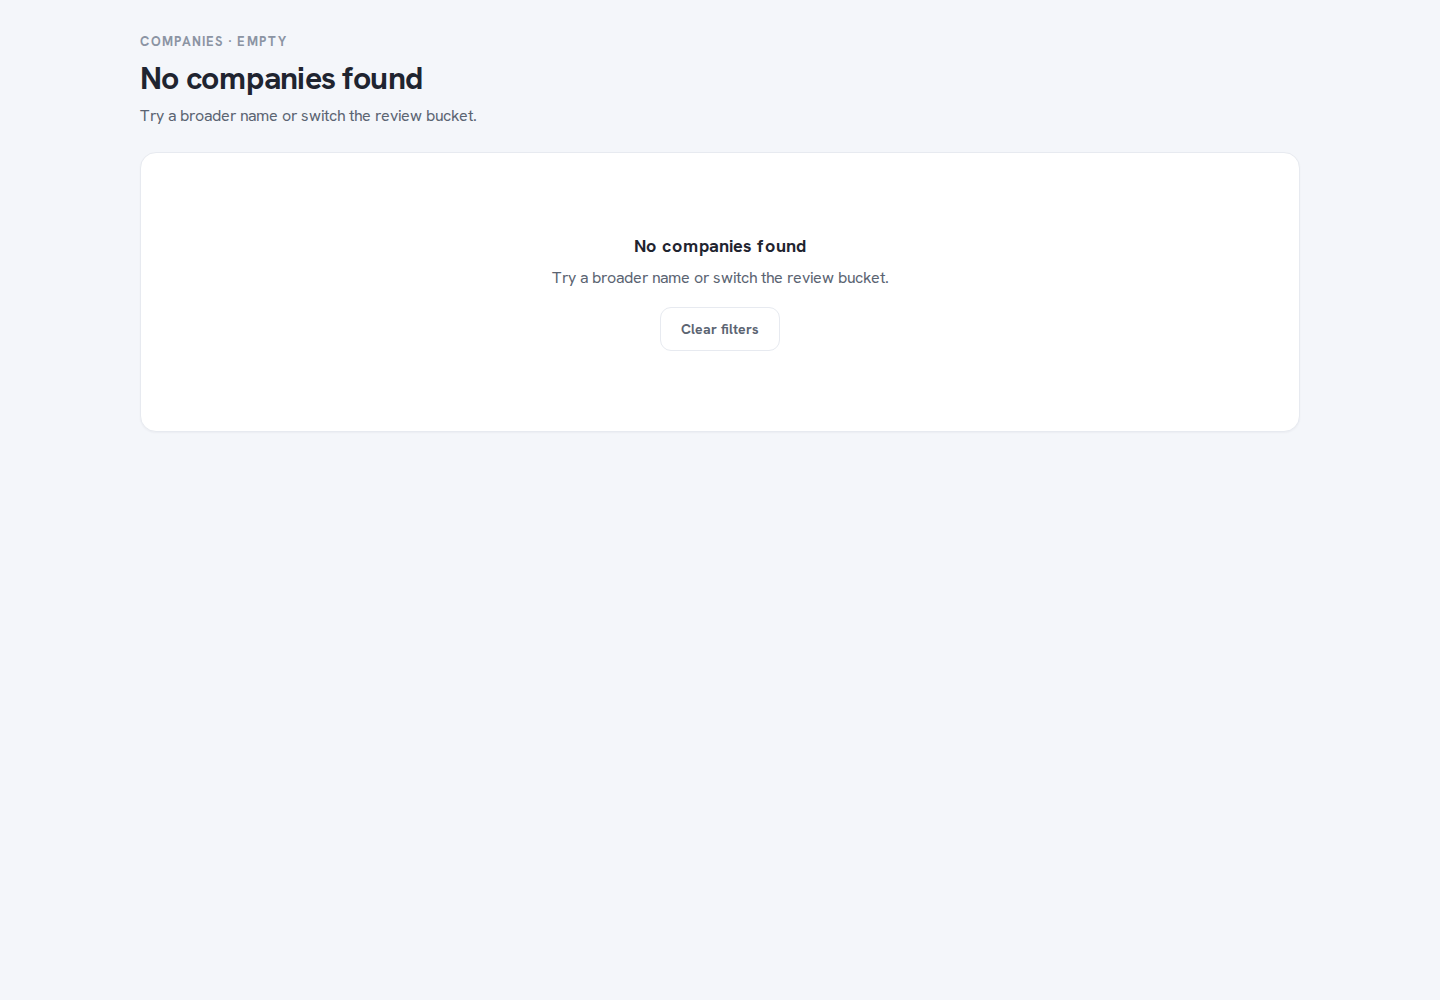 COMPANIES · EMPTY
No companies found
Try a broader name or switch the review bucket.
No companies found
Try a broader name or switch the review bucket.
Clear filters